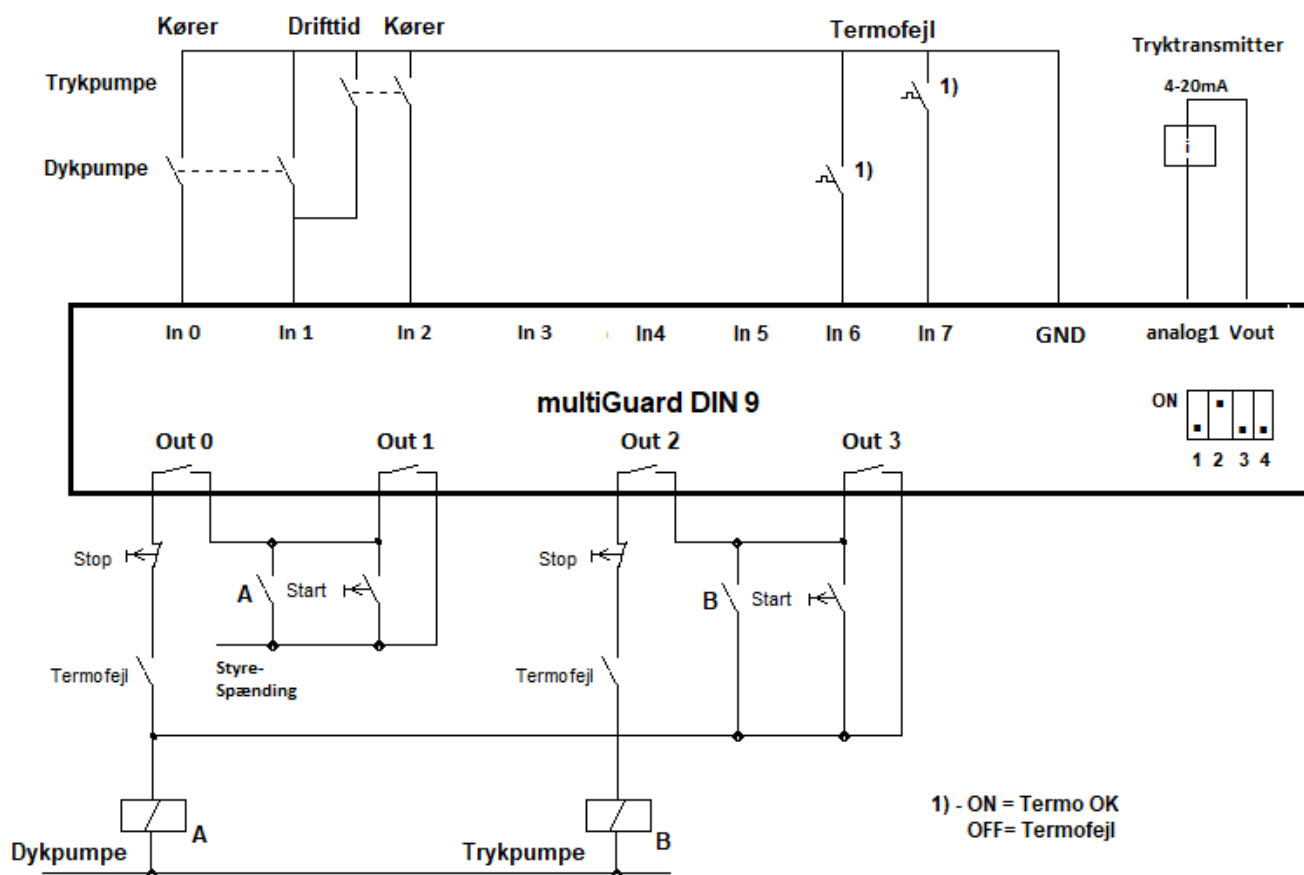 Kører Drifttid Kører Termofejl
Tryktransmitter
Trykpumpe 1) 4-20mA
i
Dykpumpe 1)
In 0 In 1 In 2 In 3 In4 In 5 In 6 In 7 GND analog1 Vout
multiGuard DIN 9 ON
Out 0 Out 1 Out 2 Out 3
1 2 3 4
Stop Stop
A Start B Start
Termofejl Styre- Termofejl
Spænding
1) - ON = Termo OK
OFF= Termofejl
A B
Dykpumpe Trykpumpe